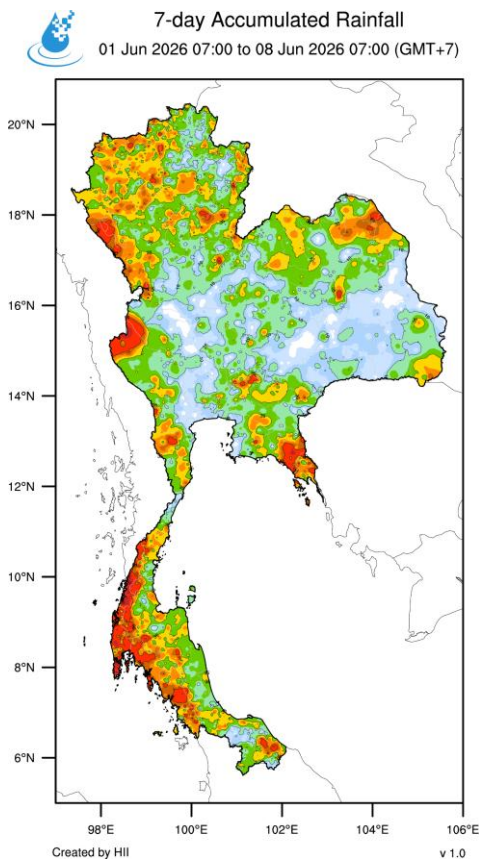 7-day Accumulated Rainfall
01 Jun 2026 07:00 to 08 Jun 2026 07:00 (GMT+7)
20°N
18°N
16°N
14°N
12°N
10°N
8°N
6°N
98°E 100°E 102°E 104°E 106°E
Created by HII v 1.0